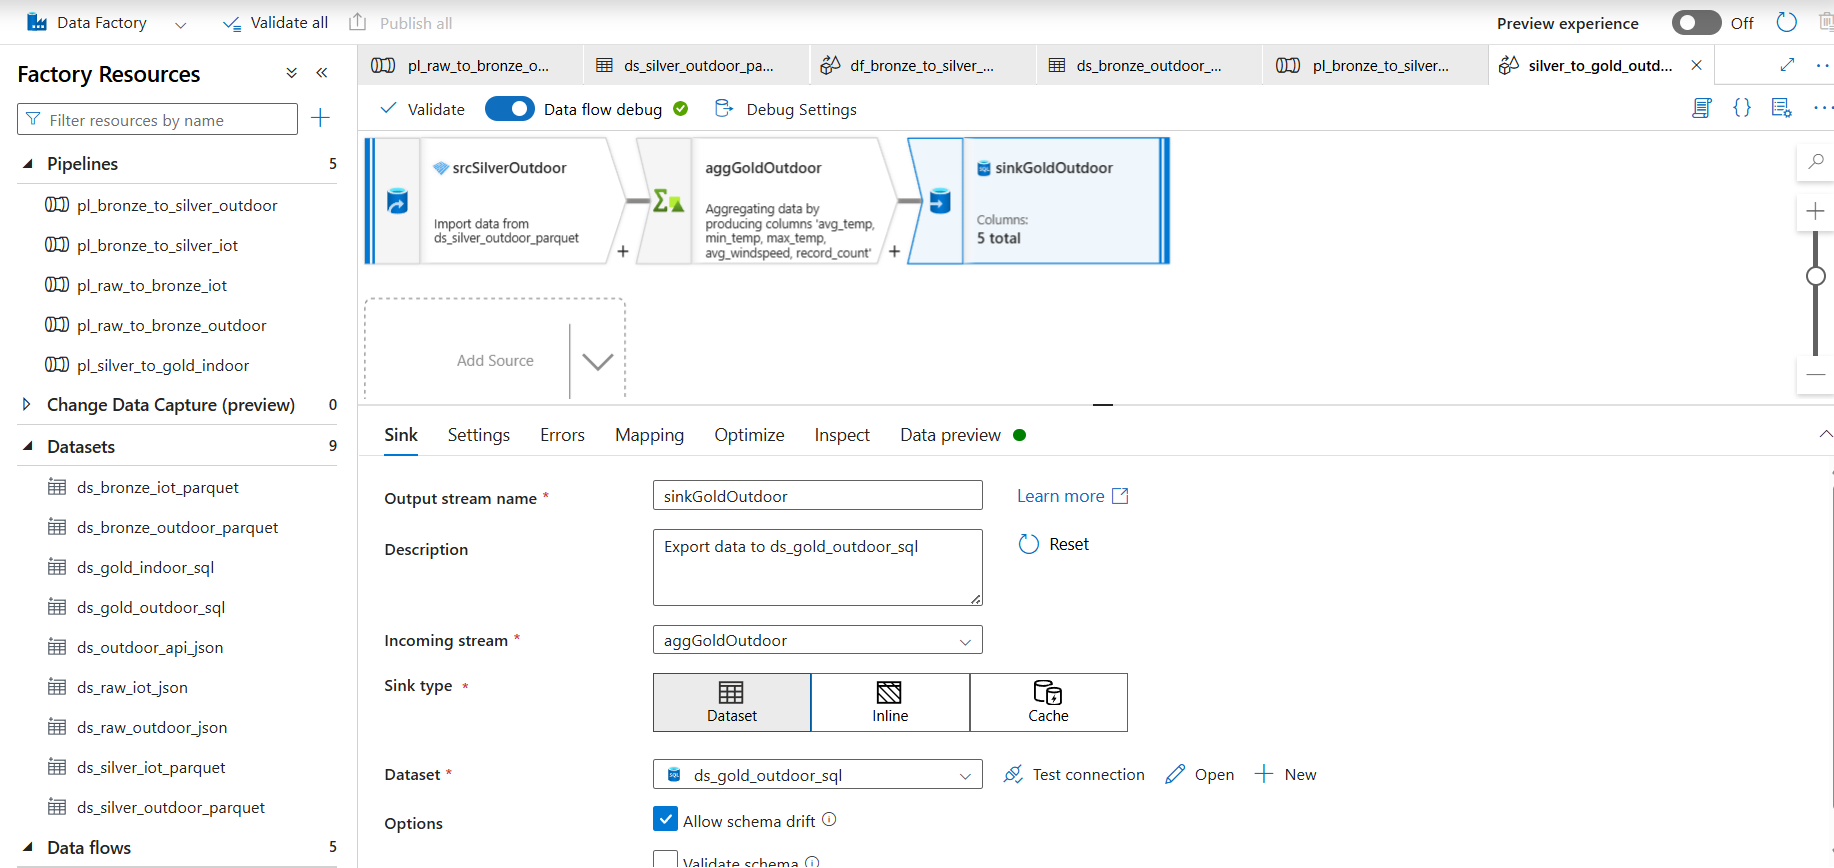 Data Factory
Validate all
Publish all
Preview experience
Off
Factory Resources
Filter resources by name
Pipelines 5
pl_bronze_to_silver_outdoor
pl_bronze_to_silver_iot
pl_raw_to_bronze_iot
pl_raw_to_bronze_outdoor
pl_silver_to_gold_indoor
Change Data Capture (preview) 0
Datasets 9
ds_bronze_iot_parquet
ds_bronze_outdoor_parquet
ds_gold_indoor_sql
ds_gold_outdoor_sql
ds_outdoor_api_json
ds_raw_iot_json
ds_raw_outdoor_json
ds_silver_iot_parquet
ds_silver_outdoor_parquet
Data flows 5
pl_raw_to_bronze_o...
ds_silver_outdoor_pa...
df_bronze_to_silver_...
ds_bronze_outdoor_...
pl_bronze_to_silver...
silver_to_gold_outd...
Validate
Data flow debug
Debug Settings
srcSilverOutdoor
Import data from
ds_silver_outdoor_parquet
aggGoldOutdoor
Aggregating data by
producing columns 'avg_temp,
min_temp, max_temp,
avg_windspeed, record_count'
SQL
sinkGoldOutdoor
Columns:
5 total
Add Source
Sink
Settings
Errors
Mapping
Optimize
Inspect
Data preview
Output stream name *
sinkGoldOutdoor
Learn more
Description
Export data to ds_gold_outdoor_sql
Reset
Incoming stream *
aggGoldOutdoor
Sink type *
Dataset
Inline
Cache
Dataset *
SQL
ds_gold_outdoor_sql
Test connection
Open
New
Options
Allow schema drift
Validate schema